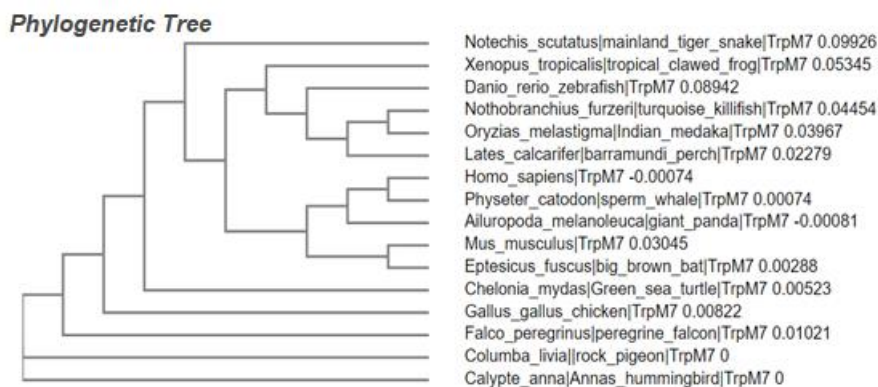 Phylogenetic Tree
Notechis_scutatus|mainland_tiger_snake|TrpM7 0.09926
Xenopus_tropicalis|tropical_clawed_frog|TrpM7 0.05345
Danio_rerio_zebrafish|TrpM7 0.08942
Nothobranchius_furzeri|turquoise_killifish|TrpM7 0.04454
Oryzias_melastigma|Indian_medaka|TrpM7 0.03967
Lates_calcarifer|barramundi_perch|TrpM7 0.02279
Homo_sapiens|TrpM7 -0.00074
Physeter_catodon|sperm_whale|TrpM7 0.00074
Ailuropoda_melanoleuca|giant_panda|TrpM7 -0.00081
Mus_musculus|TrpM7 0.03045
Eptesicus_fuscus|big_brown_bat|TrpM7 0.00288
Chelonia_mydas|Green_sea_turtle|TrpM7 0.00523
Gallus_gallus_chicken|TrpM7 0.00822
Falco_peregrinus|peregrine_falcon|TrpM7 0.01021
Columba_livia||rock_pigeon|TrpM7 0
Calypte_anna|Annas_hummingbird|TrpM7 0